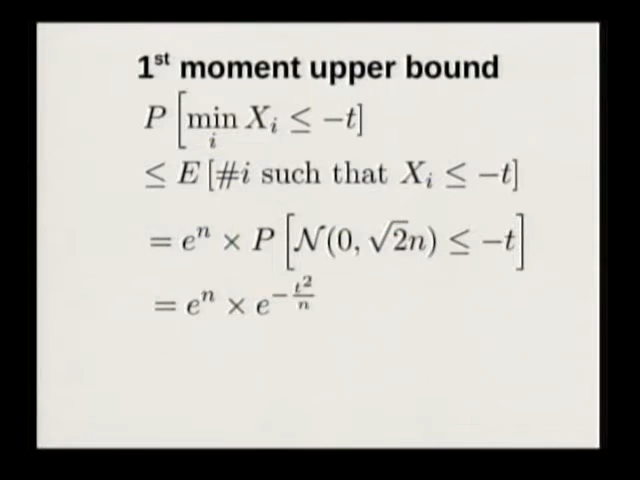 1st moment upper bound
P [min_i X_i ≤ −t]
≤ E [#i such that X_i ≤ −t]
= e^n × P [𝒩(0, √2n) ≤ −t]
= e^n × e^{−t²/n}